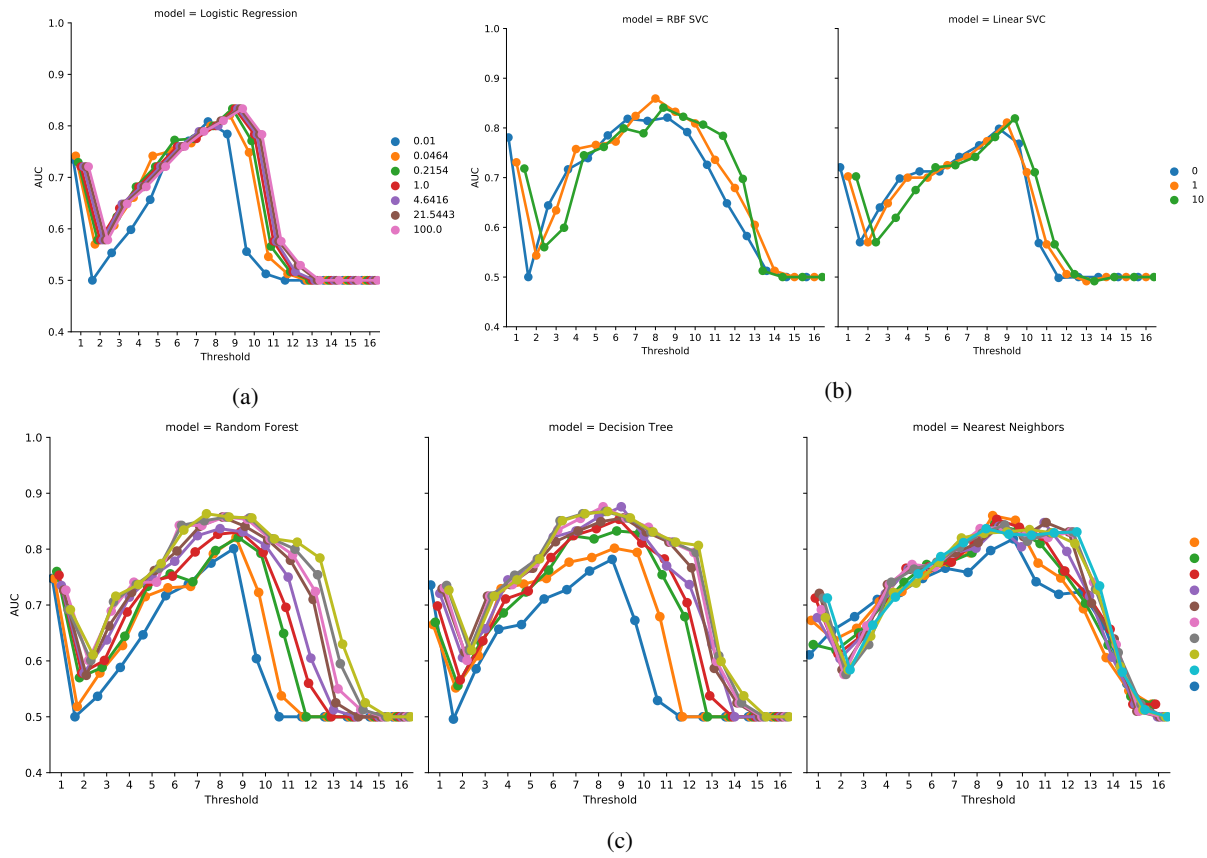 model = Logistic Regression
1.0
0.9
0.8
0.7
0.6
0.5
0.4
AUC
1 2 3 4 5 6 7 8 9 10 11 12 13 14 15 16
Threshold
0.01
0.0464
0.2154
1.0
4.6416
21.5443
100.0
(a)
model = RBF SVC
1.0
0.9
0.8
0.7
0.6
0.5
0.4
AUC
1 2 3 4 5 6 7 8 9 10 11 12 13 14 15 16
Threshold
model = Linear SVC
1 2 3 4 5 6 7 8 9 10 11 12 13 14 15 16
Threshold
0
1
10
(b)
model = Random Forest
1.0
0.9
0.8
0.7
0.6
0.5
0.4
AUC
1 2 3 4 5 6 7 8 9 10 11 12 13 14 15 16
Threshold
model = Decision Tree
1 2 3 4 5 6 7 8 9 10 11 12 13 14 15 16
Threshold
model = Nearest Neighbors
1 2 3 4 5 6 7 8 9 10 11 12 13 14 15 16
Threshold
(c)